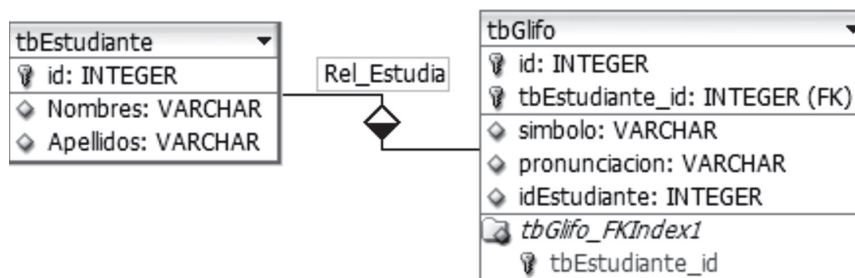 tbEstudiante
id: INTEGER
Nombres: VARCHAR
Apellidos: VARCHAR
Rel_Estudia
tbGlifo
id: INTEGER
tbEstudiante_id: INTEGER (FK)
simbolo: VARCHAR
pronunciacion: VARCHAR
idEstudiante: INTEGER
tbGlifo_FKIndex1
tbEstudiante_id